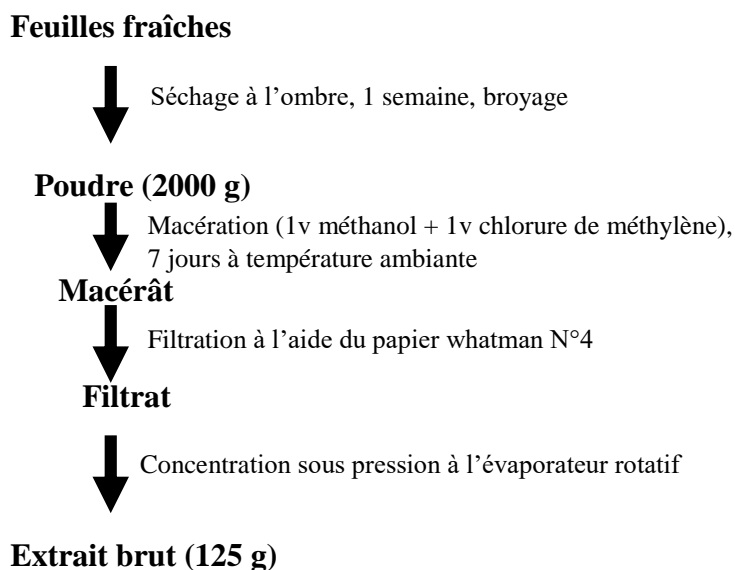 Feuilles fraîches
Séchage à l’ombre, 1 semaine, broyage
Poudre (2000 g)
Macération (1v méthanol + 1v chlorure de méthylène),
7 jours à température ambiante
Macérât
Filtration à l’aide du papier whatman N°4
Filtrat
Concentration sous pression à l’évaporateur rotatif
Extrait brut (125 g)